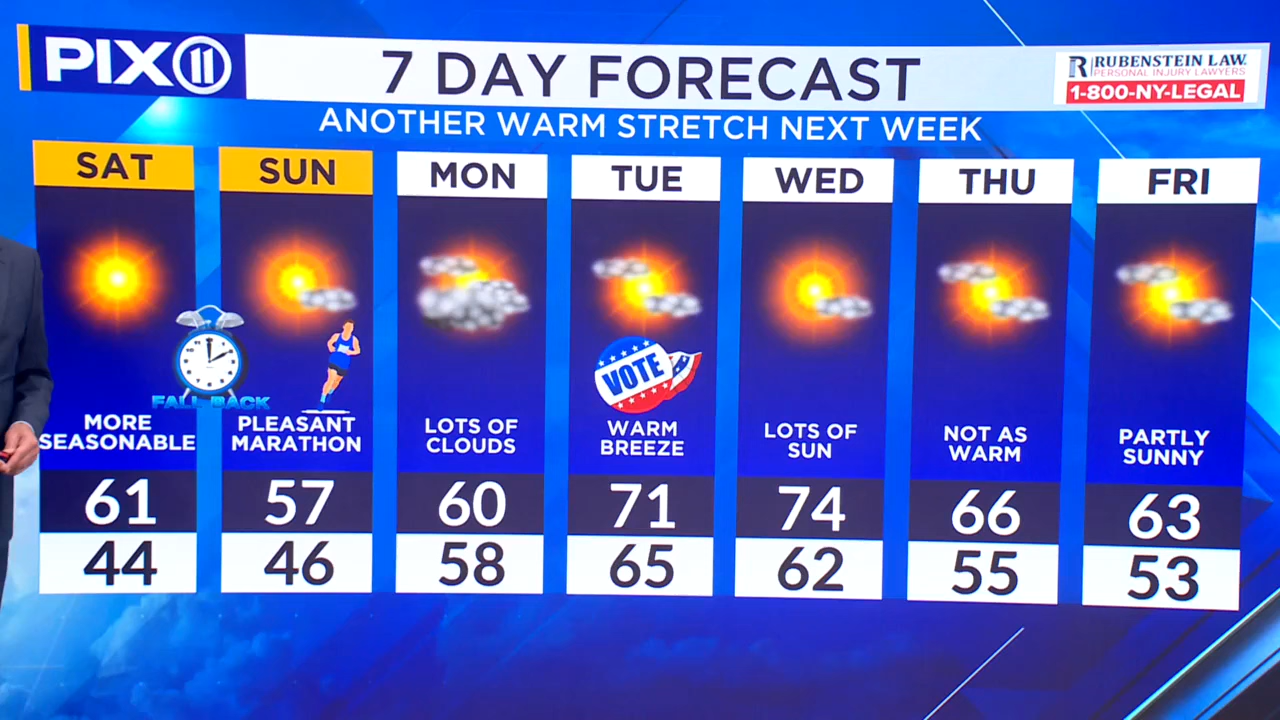 PIX 11
7 DAY FORECAST
RUBENSTEIN LAW
PERSONAL INJURY LAWYERS
1-800-NY-LEGAL
ANOTHER WARM STRETCH NEXT WEEK
SAT
SUN
MON
TUE
WED
THU
FRI
FALL BACK
VOTE
MORE
SEASONABLE
PLEASANT
MARATHON
LOTS OF
CLOUDS
WARM
BREEZE
LOTS OF
SUN
NOT AS
WARM
PARTLY
SUNNY
61
57
60
71
74
66
63
44
46
58
65
62
55
53